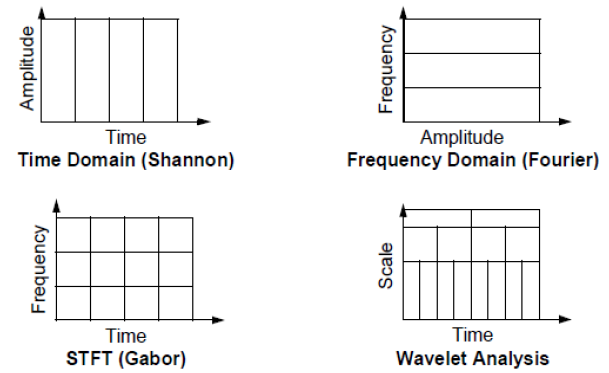 Amplitude
Time
Time Domain (Shannon)
Frequency
Amplitude
Frequency Domain (Fourier)
Frequency
Time
STFT (Gabor)
Scale
Time
Wavelet Analysis